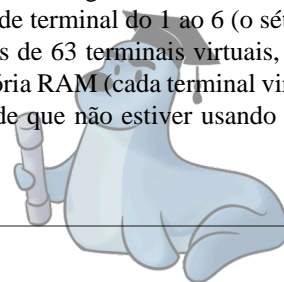 de terminal do 1 ao 6 (o sét
s de 63 terminais virtuais,
ória RAM (cada terminal vir
de que não estiver usando